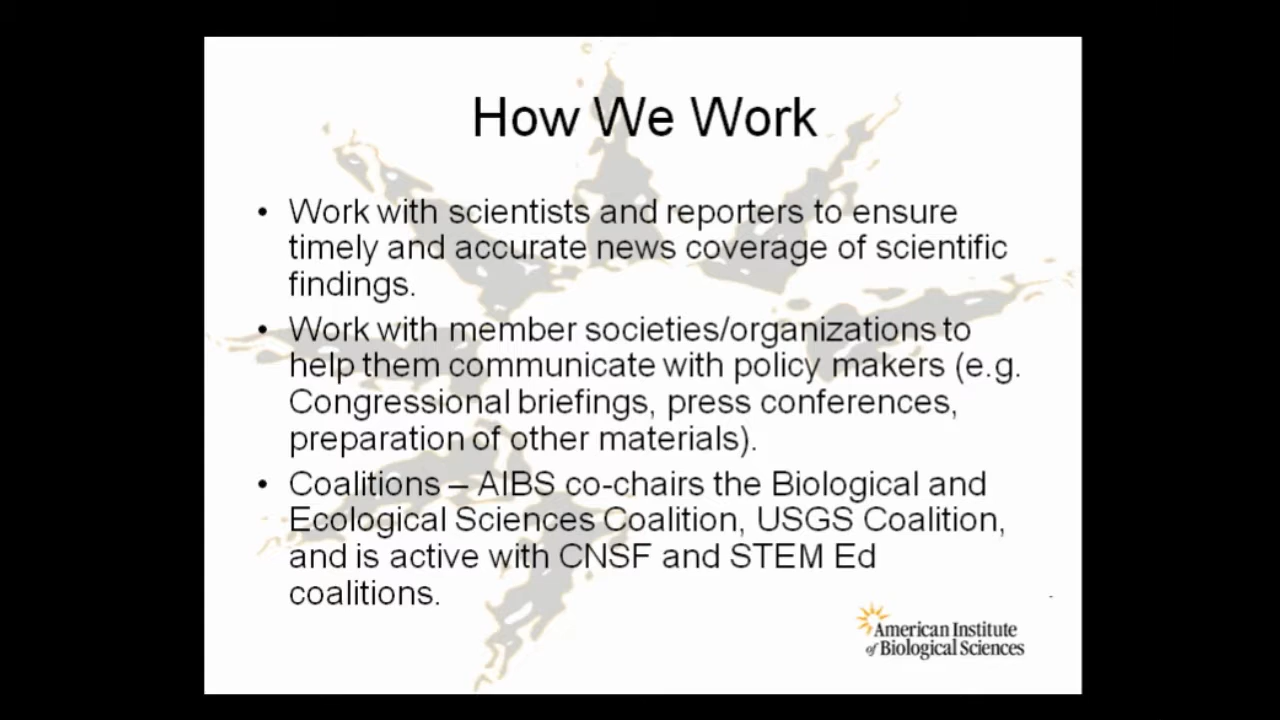 How We Work
• Work with scientists and reporters to ensure
timely and accurate news coverage of scientific
findings.
• Work with member societies/organizations to
help them communicate with policy makers (e.g.
Congressional briefings, press conferences,
preparation of other materials).
• Coalitions – AIBS co-chairs the Biological and
Ecological Sciences Coalition, USGS Coalition,
and is active with CNSF and STEM Ed
coalitions.
American Institute
of Biological Sciences